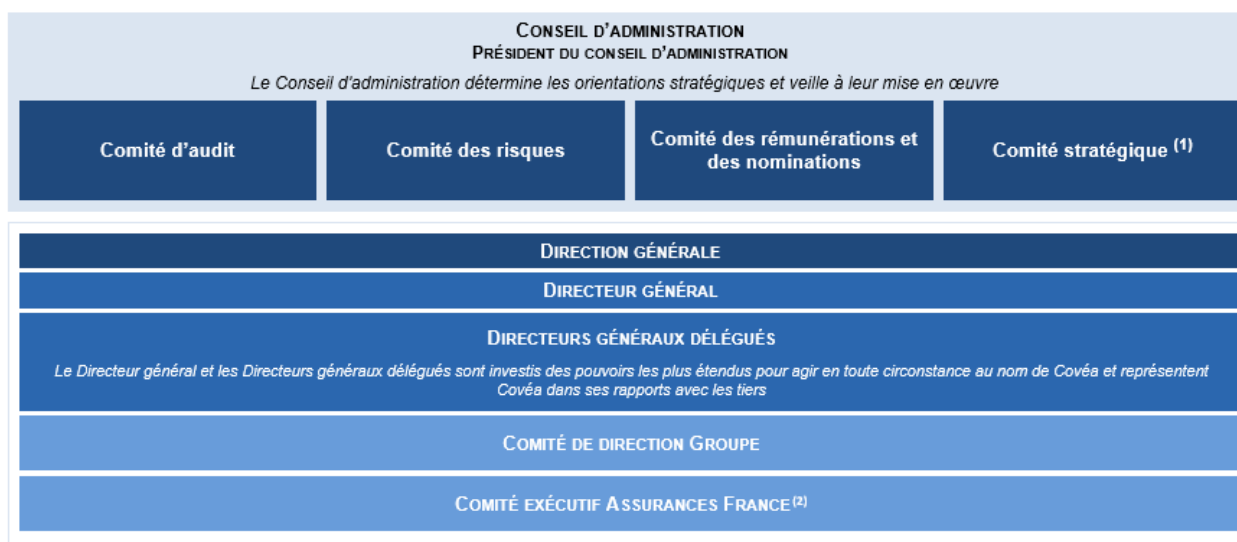 CONSEIL D'ADMINISTRATION
PRÉSIDENT DU CONSEIL D'ADMINISTRATION
Le Conseil d'administration détermine les orientations stratégiques et veille à leur mise en œuvre
Comité d'audit
Comité des risques
Comité des rémunérations et
des nominations
Comité stratégique (1)
DIRECTION GÉNÉRALE
DIRECTEUR GÉNÉRAL
DIRECTEURS GÉNÉRAUX DÉLÉGUÉS
Le Directeur général et les Directeurs généraux délégués sont investis des pouvoirs les plus étendus pour agir en toute circonstance au nom de Covéa et représentent
Covéa dans ses rapports avec les tiers
COMITÉ DE DIRECTION GROUPE
COMITÉ EXÉCUTIF ASSURANCES FRANCE (2)